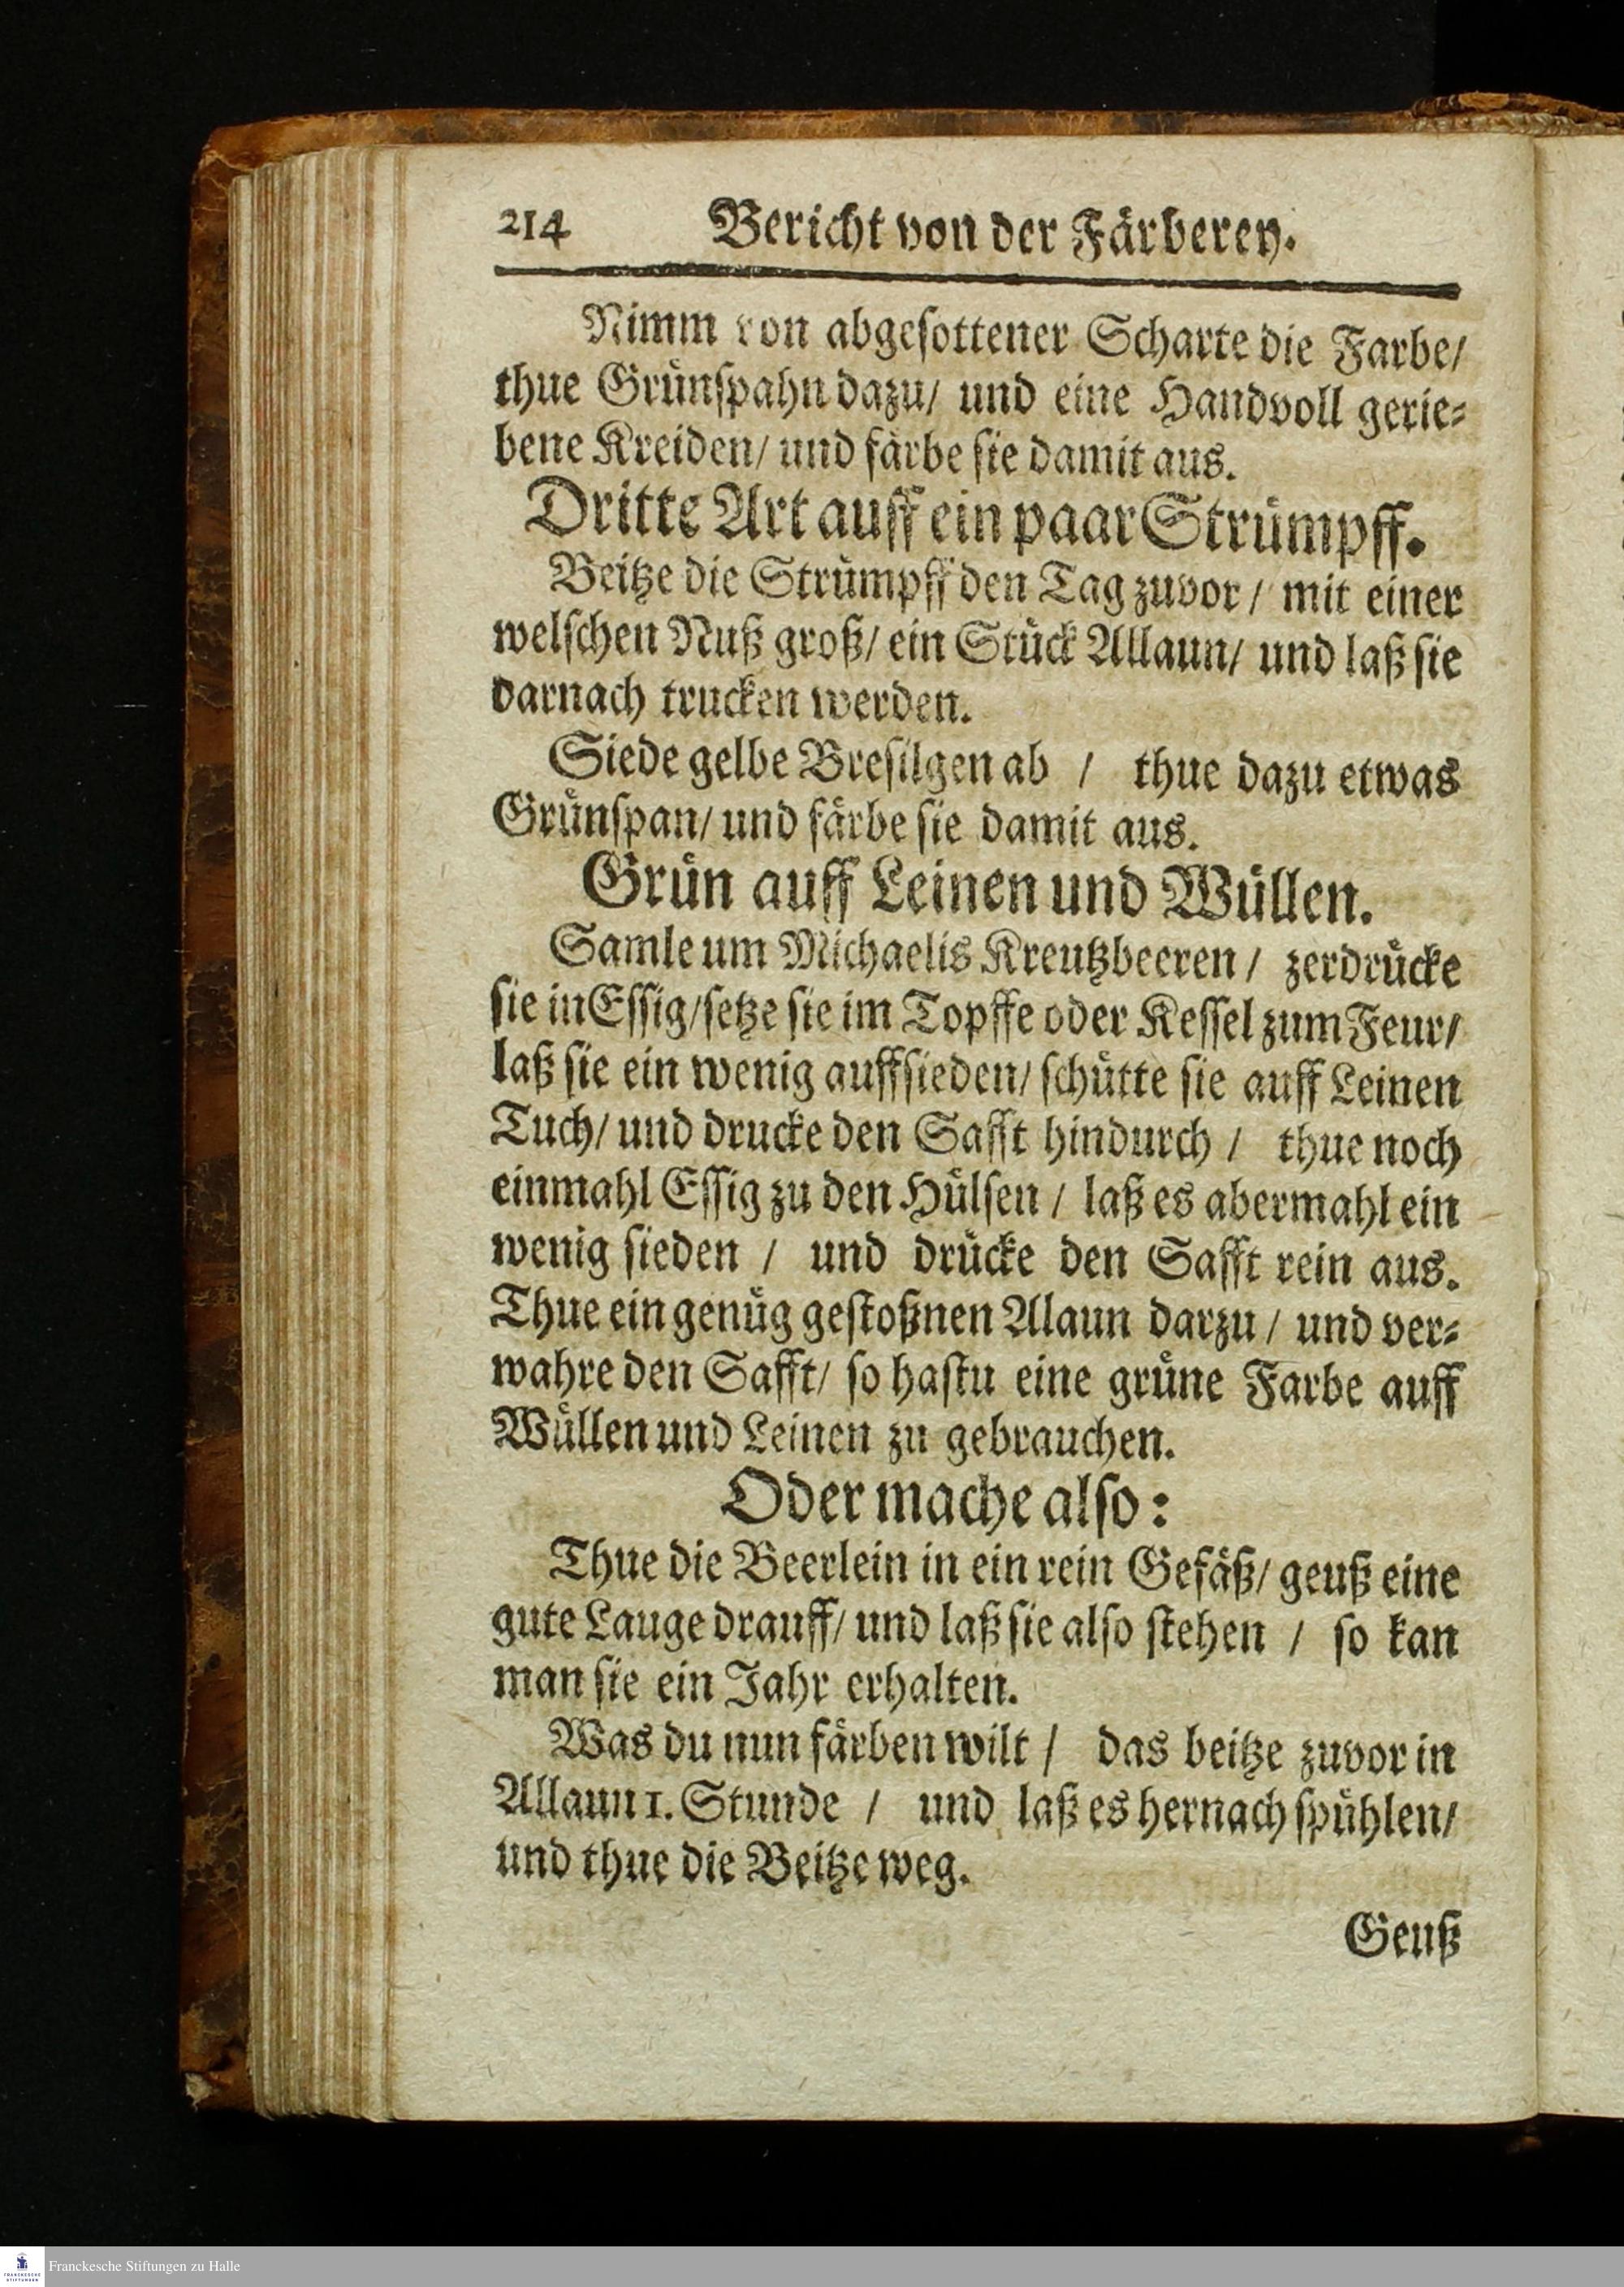 214 Bericht von der Färberey.
Nimm von abgesottener Scharte die Farbe/
thue Grünspahn dazu/ und eine Handvoll gerie-
bene Kreiden/ und färbe sie damit aus.
Dritte Art auff ein paar Strümpff.
Beitze die Strümpff den Tag zuvor / mit einer
welschen Nuß groß/ ein Stück Allaun/ und laß sie
darnach trucken werden.
Siede gelbe Bresilgen ab / thue dazu etwas
Grünspan/ und färbe sie damit aus.
Grün auff Leinen und Wüllen.
Samle um Michaelis Kreutzbeeren / zerdrücke
sie in Essig/setze sie im Topffe oder Kessel zum Feur/
laß sie ein wenig auffsieden/ schütte sie auff Leinen
Tuch/ und drucke den Safft hindurch / thue noch
einmahl Essig zu den Hülsen / laß es abermahl ein
wenig sieden / und drücke den Safft rein aus.
Thue ein genüg gestoßnen Alaun darzu / und ver-
wahre den Safft/ so hastu eine grüne Farbe auff
Wüllen und Leinen zu gebrauchen.
Oder mache also:
Thue die Beerlein in ein rein Gefäß/ geuß eine
gute Lauge drauff/ und laß sie also stehen / so kan
man sie ein Jahr erhalten.
Was du nun färben wilt / das beitze zuvor in
Allaun 1. Stunde / und laß es hernach spühlen/
und thue die Beitze weg.
Geuß
Franckesche Stiftungen zu Halle
FRANCKESCHE
STIFTUNGEN